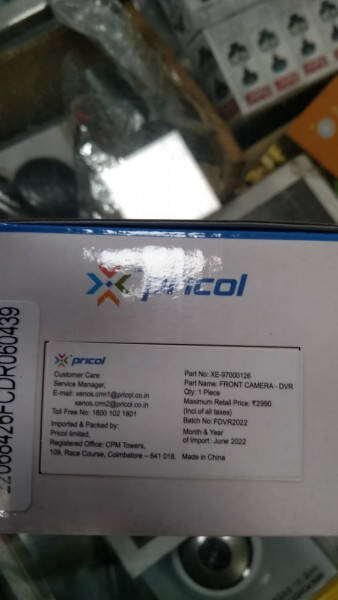 pricol
pricol
Customer Care:
Service Manager,
E-mail: xenos.crm1@pricol.co.in
xenos.crm2@pricol.co.in
Toll Free No: 1800 102 1801
Imported & Packed by:
Pricol limited,
Registered Office: CPM Towers,
109, Race Course, Coimbatore – 641 018.
Part No: XE-97000126
Part Name: FRONT CAMERA - DVR
Qty: 1 Piece
Maximum Retail Price: ₹2990
(Incl.of all taxes)
Batch No: FDVR2022
Month & Year
of Import: June 2022
Made in China